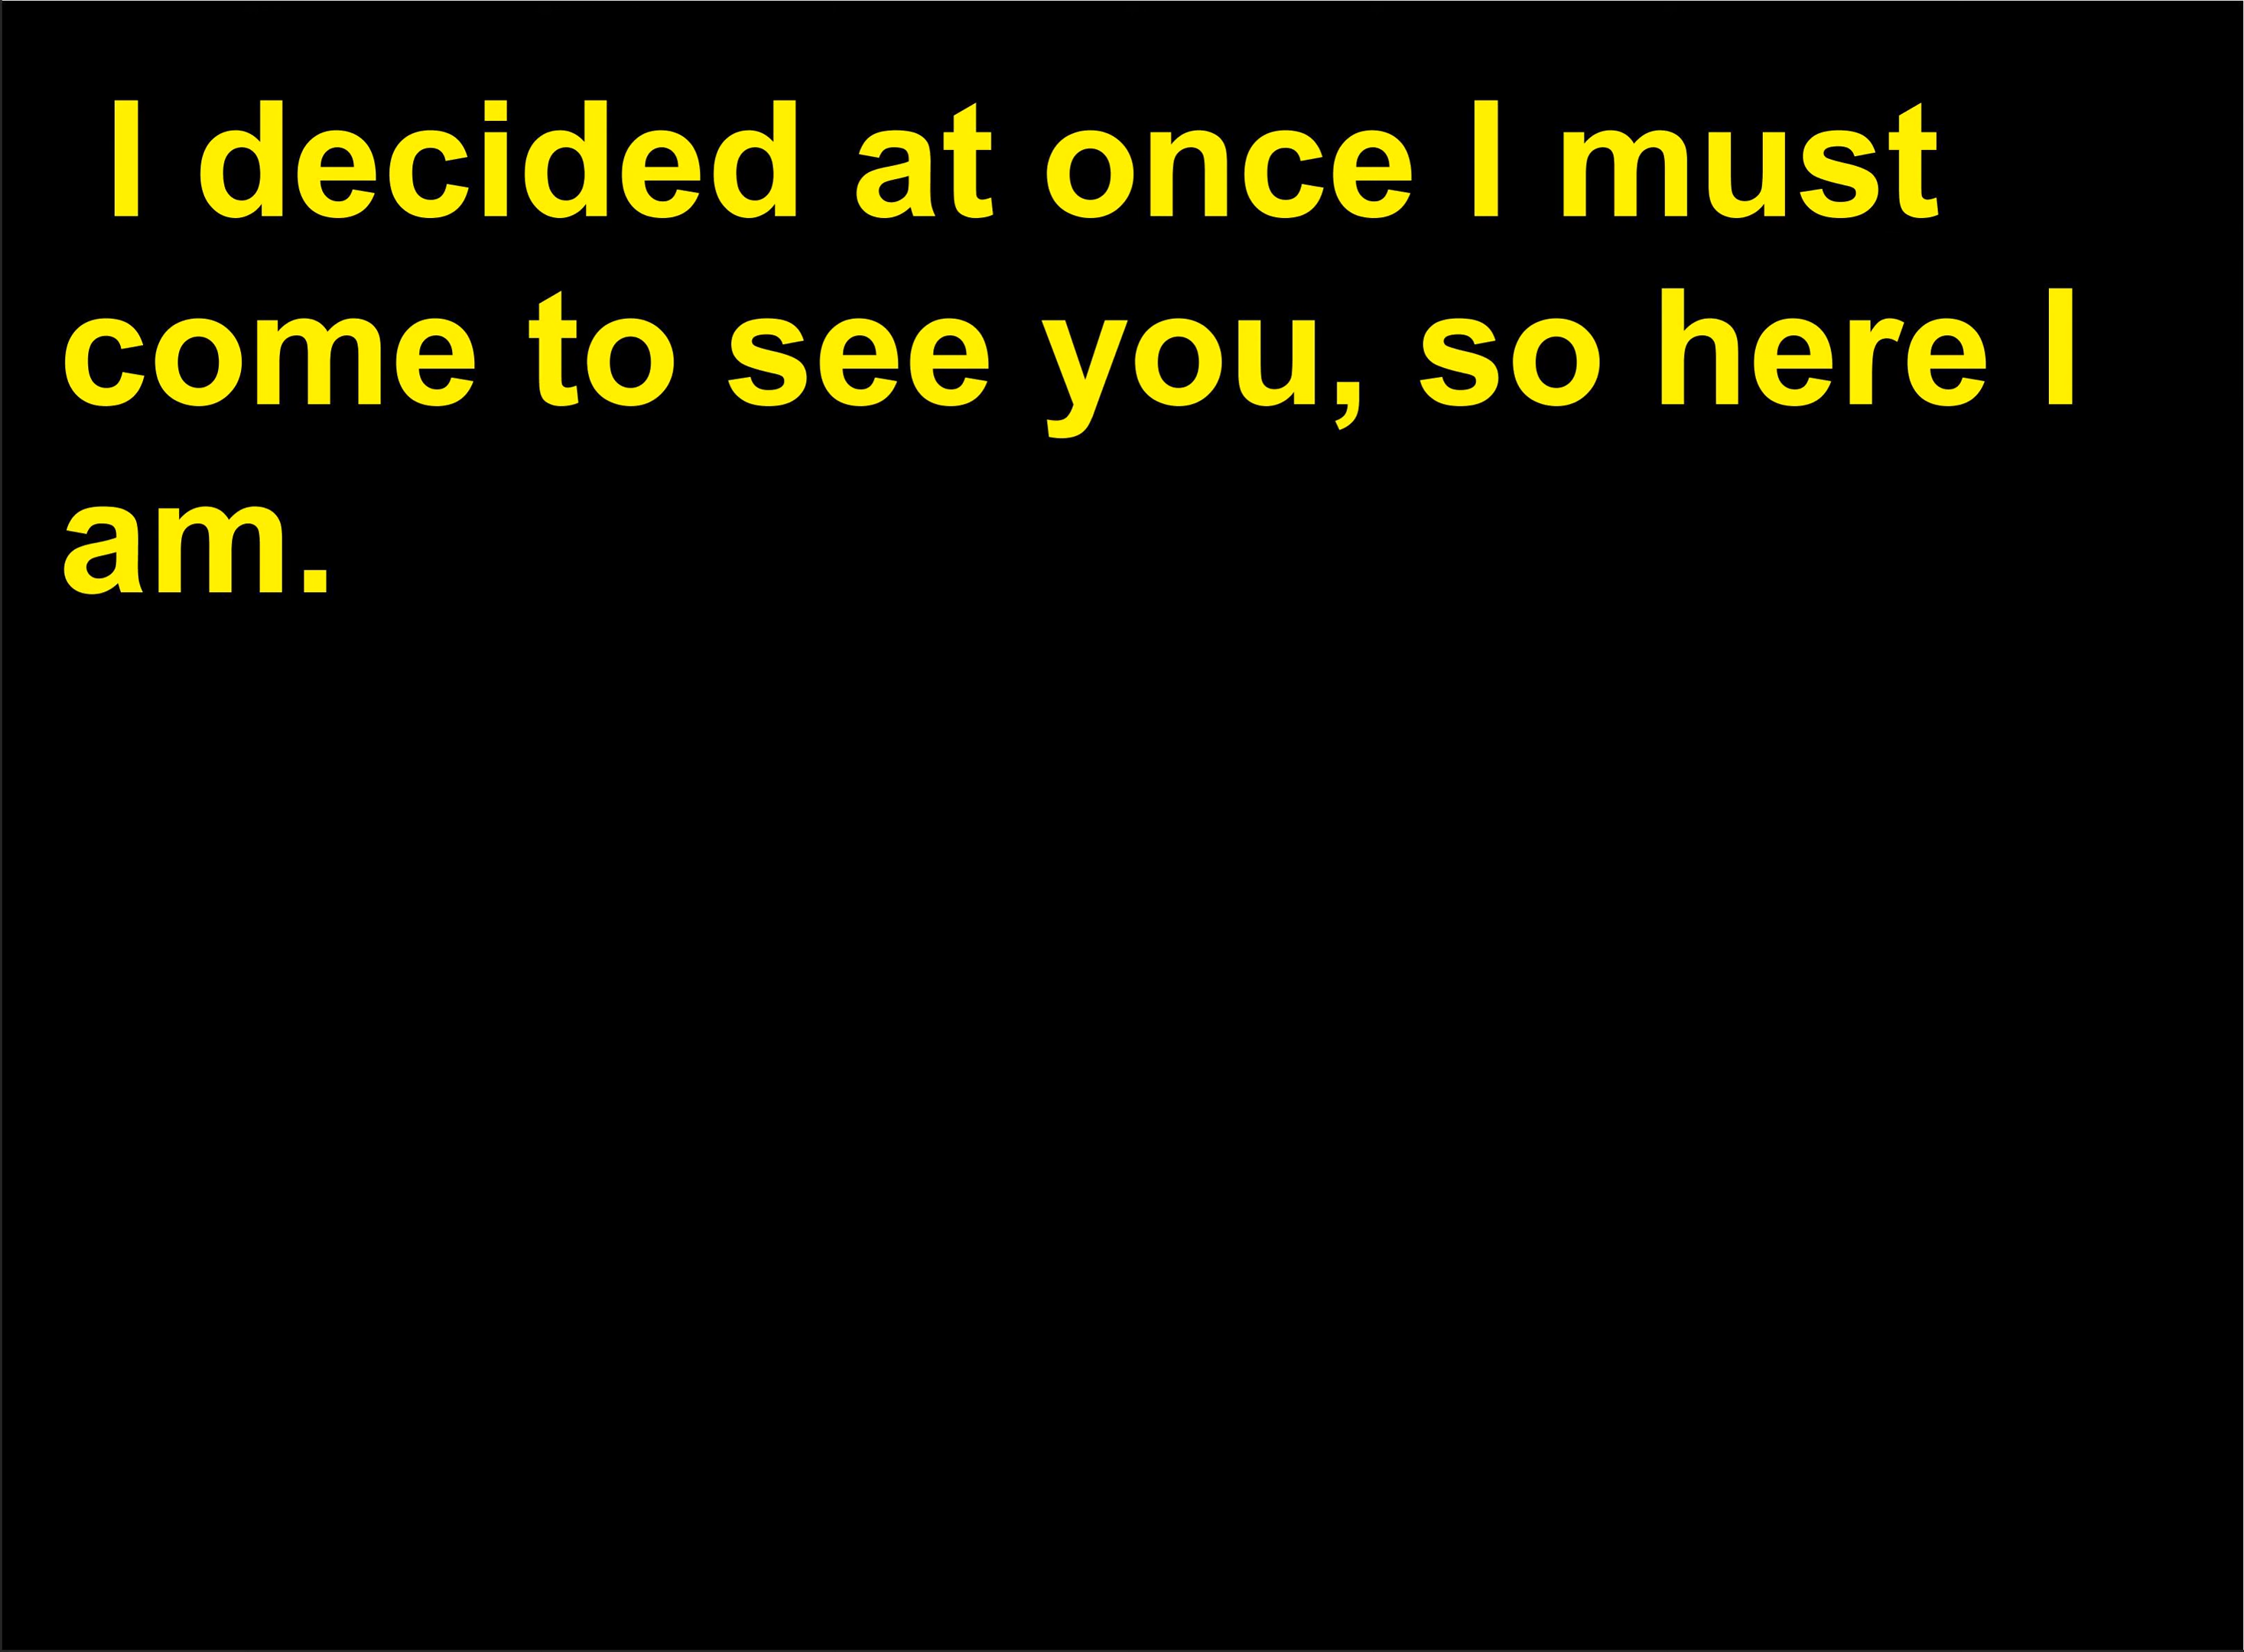 I decided at once I must
come to see you, so here I
am.